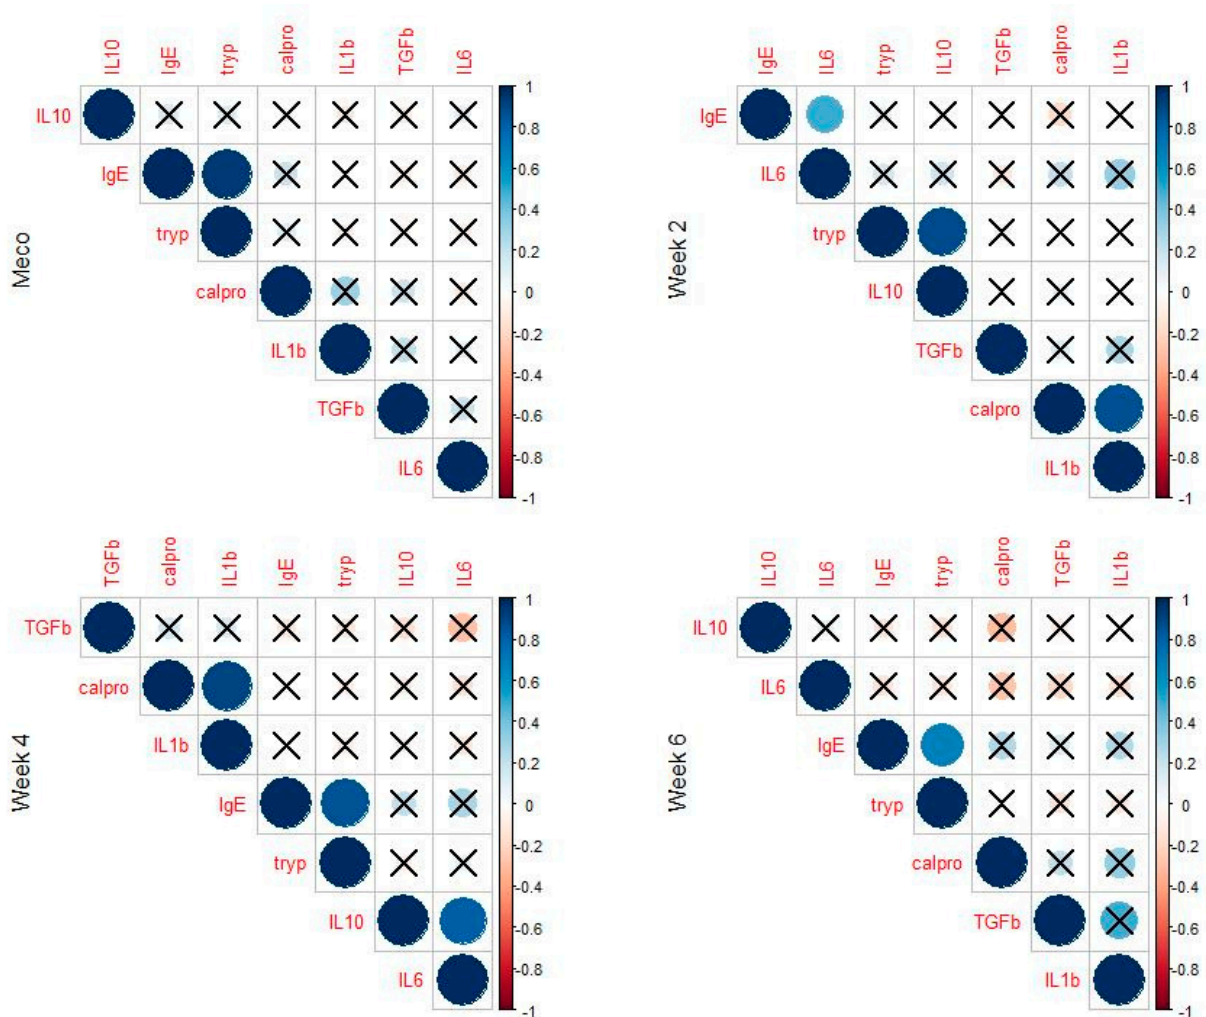 IL10 IgE tryp calpro IL1b TGFb IL6
IL10
IgE
tryp
calpro
IL1b
TGFb
IL6
Meco
1
0.8
0.6
0.4
0.2
0
-0.2
-0.4
-0.6
-0.8
-1
IgE IL6 tryp IL10 TGFb calpro IL1b
IgE
IL6
tryp
IL10
TGFb
calpro
IL1b
Week 2
1
0.8
0.6
0.4
0.2
0
-0.2
-0.4
-0.6
-0.8
-1
TGFb calpro IL1b IgE tryp IL10 IL6
TGFb
calpro
IL1b
IgE
tryp
IL10
IL6
Week 4
1
0.8
0.6
0.4
0.2
0
-0.2
-0.4
-0.6
-0.8
-1
IL10 IL6 IgE tryp calpro TGFb IL1b
IL10
IL6
IgE
tryp
calpro
TGFb
IL1b
Week 6
1
0.8
0.6
0.4
0.2
0
-0.2
-0.4
-0.6
-0.8
-1